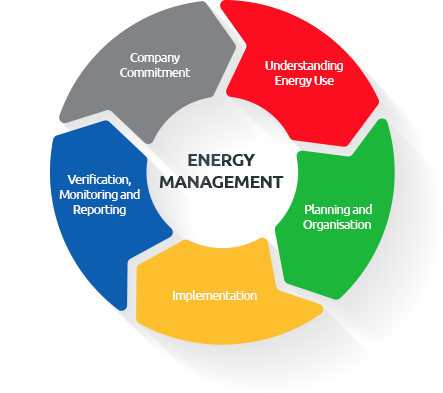 Company
Commitment
Understanding
Energy Use
ENERGY
MANAGEMENT
Verification,
Monitoring and
Reporting
Planning and
Organisation
Implementation